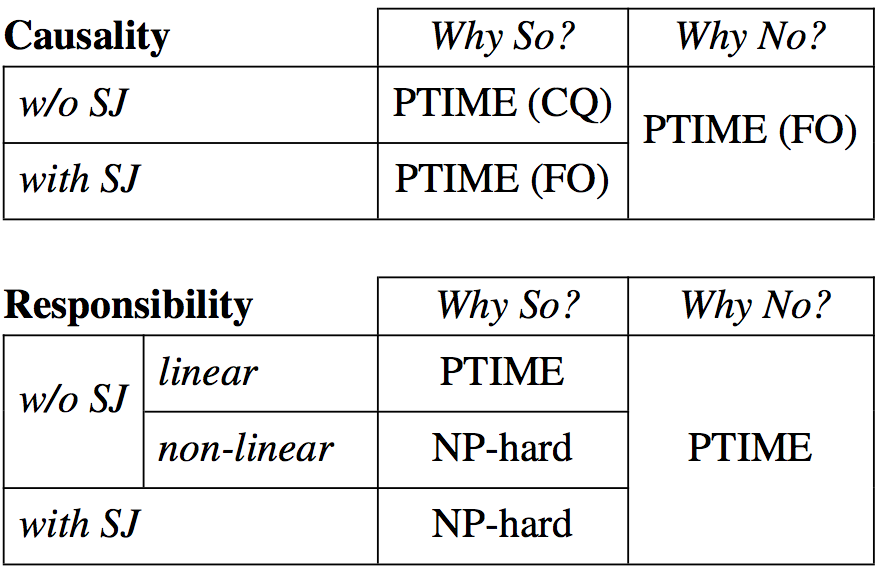 Causality Why So? Why No?
w/o SJ PTIME (CQ) PTIME (FO)
with SJ PTIME (FO)
Responsibility Why So? Why No?
w/o SJ linear PTIME PTIME
non-linear NP-hard
with SJ NP-hard